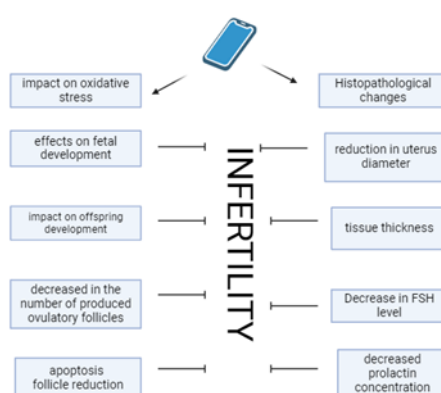 impact on oxidative
stress
Histopathological
changes
effects on fetal
development
reduction in uterus
diameter
INFERTILITY
impact on offspring
development
tissue thickness
decreased in the
number of produced
ovulatory follicles
Decrease in FSH
level
apoptosis
follicle reduction
decreased
prolactin
concentration